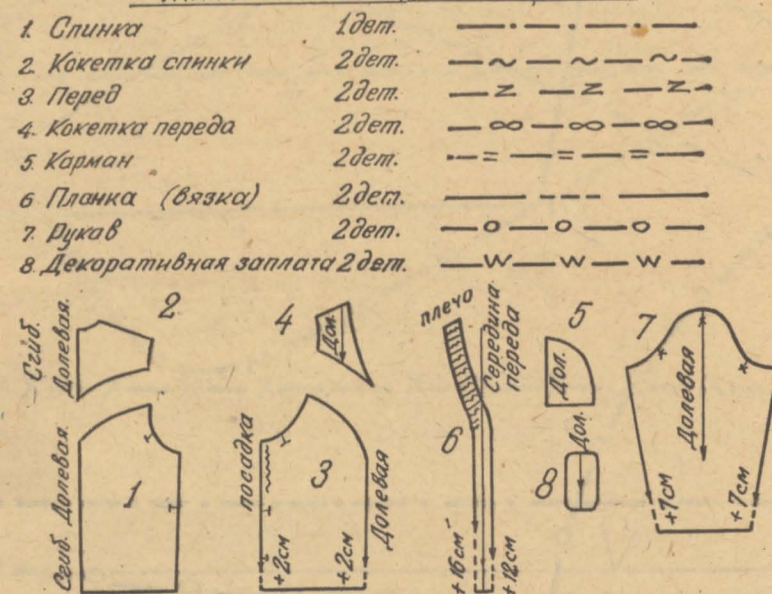 1. Спинка 1дет.
2. Кокетка спинки 2дет.
3. Перед 2дет.
4. Кокетка переда 2дет.
5. Карман 2дет.
6. Планка (вязка) 2дет.
7. Рукав 2дет.
8. Декоративная заплата 2дет.
Сгиб. Долевая.
2
4
Дол.
плечо
Середина переда
5
Дол.
7
Долевая
+7см
+7см
Сгиб. Долевая.
1
посадка
3
Долевая
+2см
+2см
6
+16см
+12см
8
Дол.